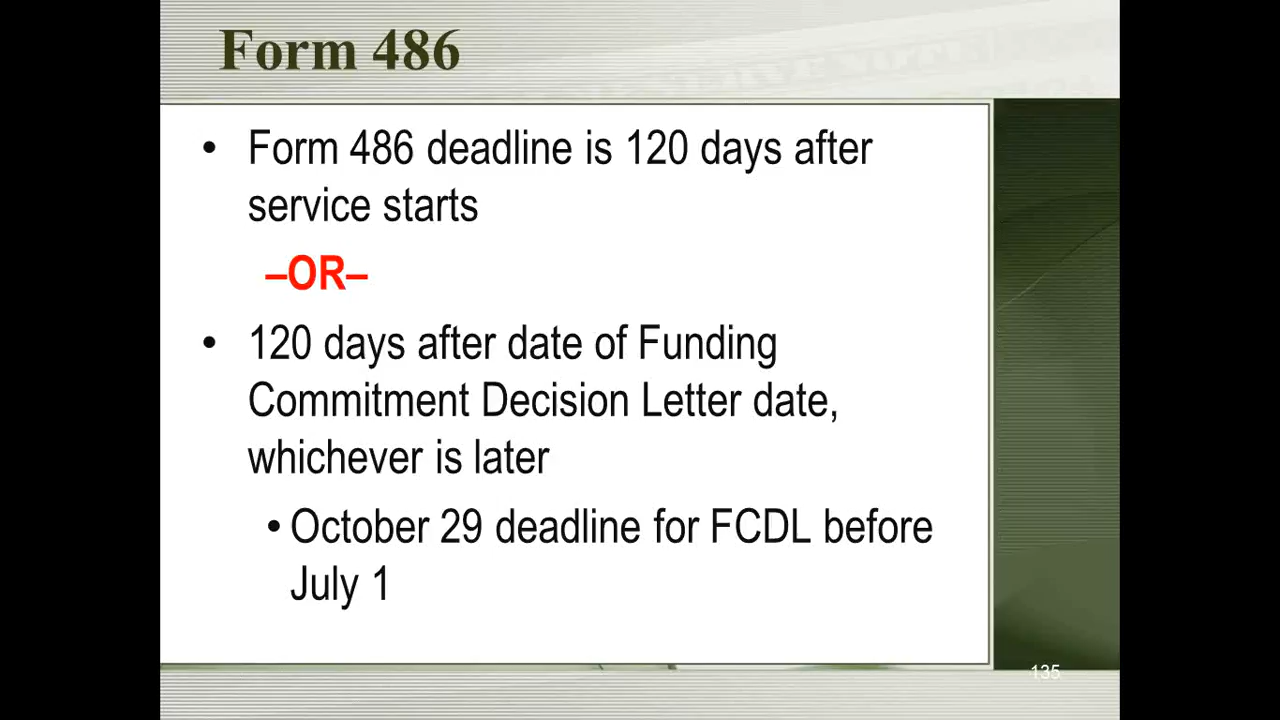 Form 486
• Form 486 deadline is 120 days after
service starts
–OR–
• 120 days after date of Funding
Commitment Decision Letter date,
whichever is later
• October 29 deadline for FCDL before
July 1
135